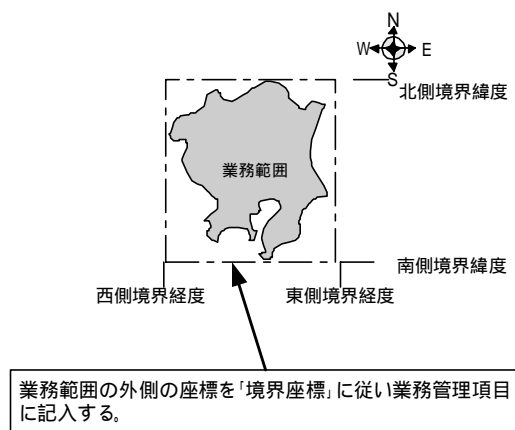 N
W E
S
北側境界緯度
業務範囲
南側境界緯度
西側境界経度 東側境界経度
業務範囲の外側の座標を「境界座標」に従い業務管理項目
に記入する。